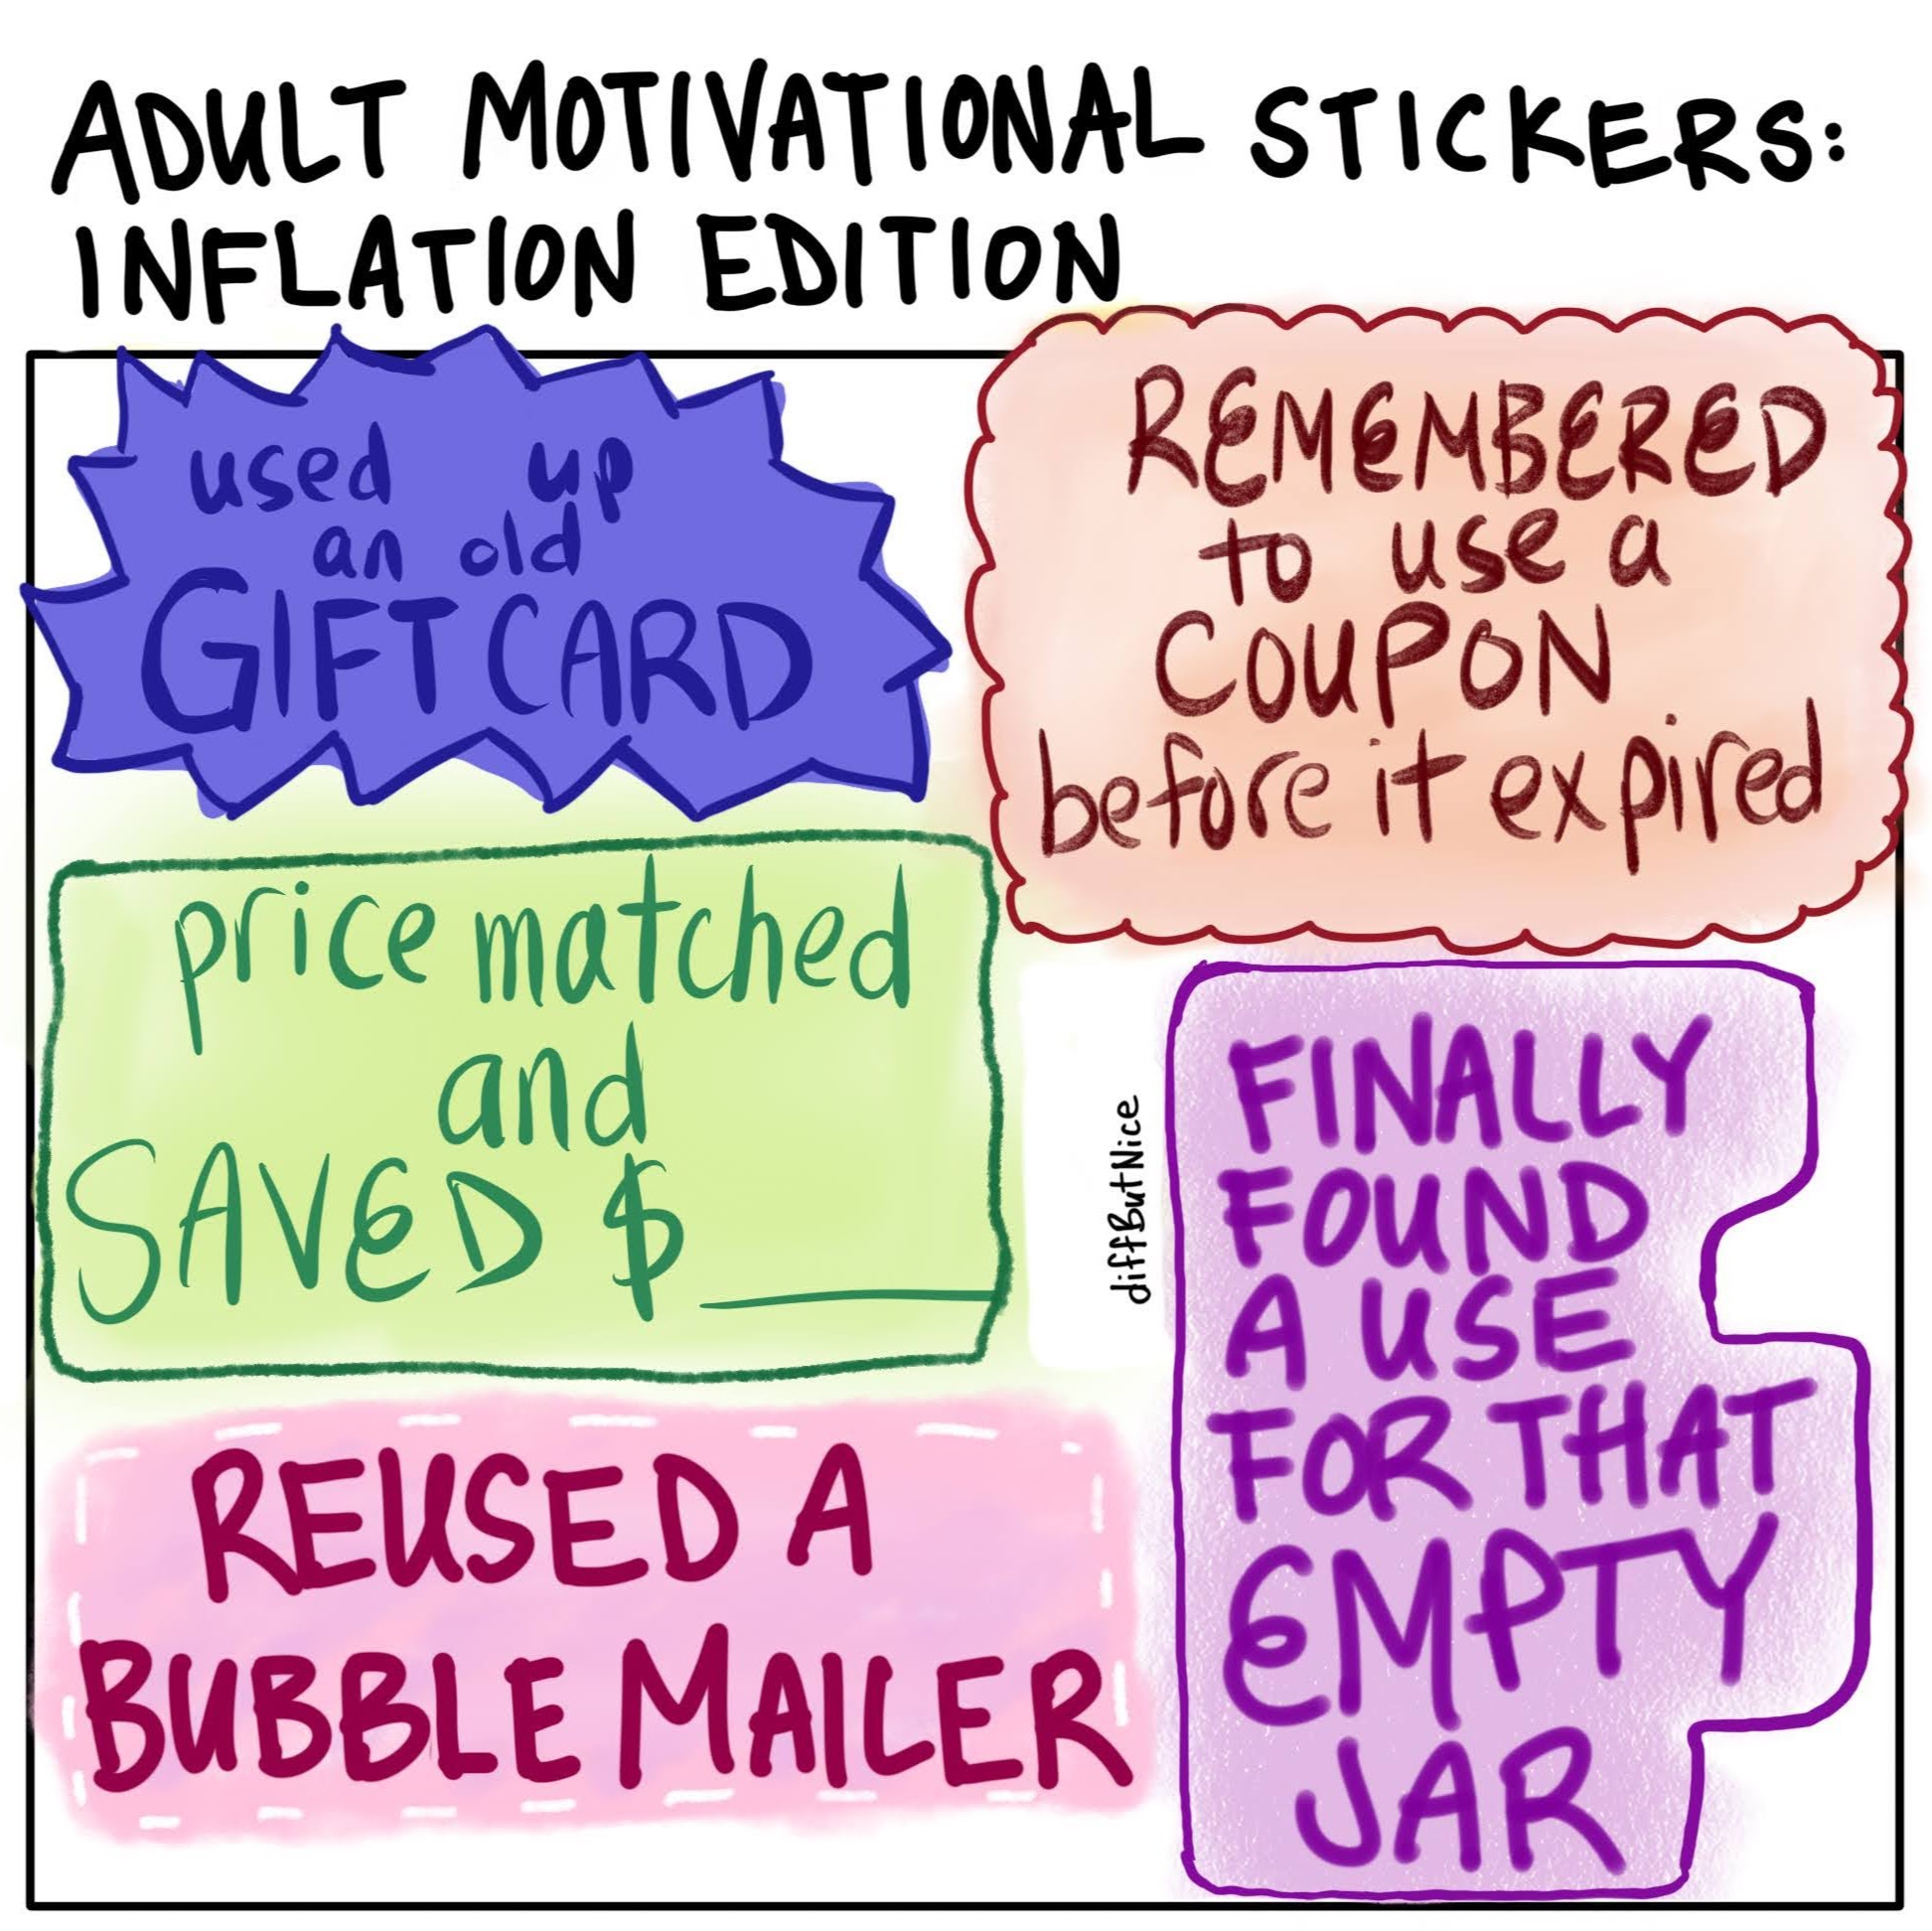 ADULT MOTIVATIONAL STICKERS:
INFLATION EDITION
used up
an old
GIFT CARD
REMEMBERED
to use a
COUPON
before it expired
price matched
and
SAVED $____
diffButNice
FINALLY
FOUND
A USE
FOR THAT
EMPTY
JAR
REUSED A
BUBBLE MAILER